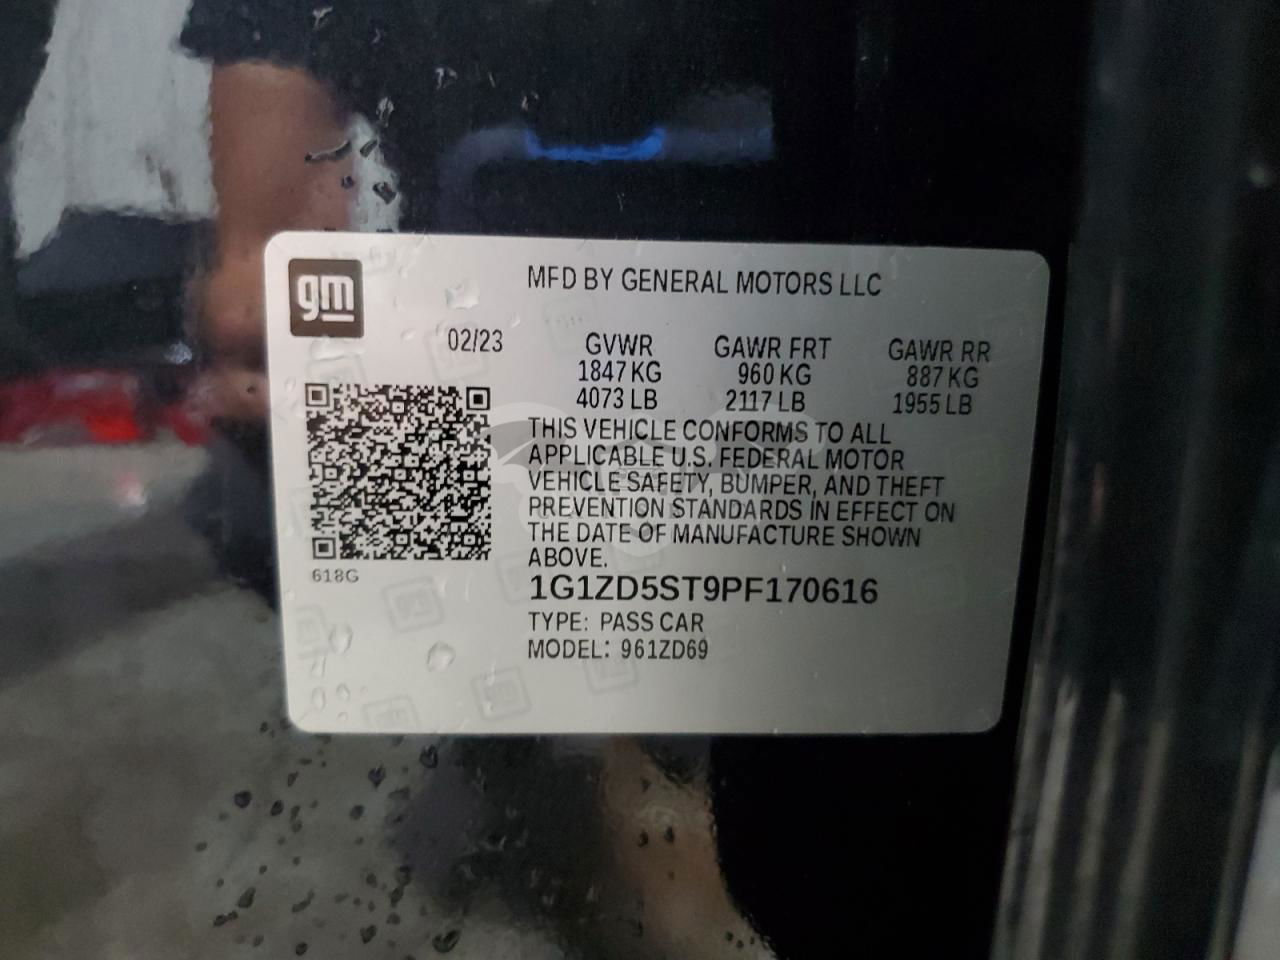 gm
MFD BY GENERAL MOTORS LLC
02/23
GVWR GAWR FRT GAWR RR
1847 KG 960 KG 887 KG
4073 LB 2117 LB 1955 LB
THIS VEHICLE CONFORMS TO ALL
APPLICABLE U.S. FEDERAL MOTOR
VEHICLE SAFETY, BUMPER, AND THEFT
PREVENTION STANDARDS IN EFFECT ON
THE DATE OF MANUFACTURE SHOWN
ABOVE.
618G
1G1ZD5ST9PF170616
TYPE: PASS CAR
MODEL: 961ZD69